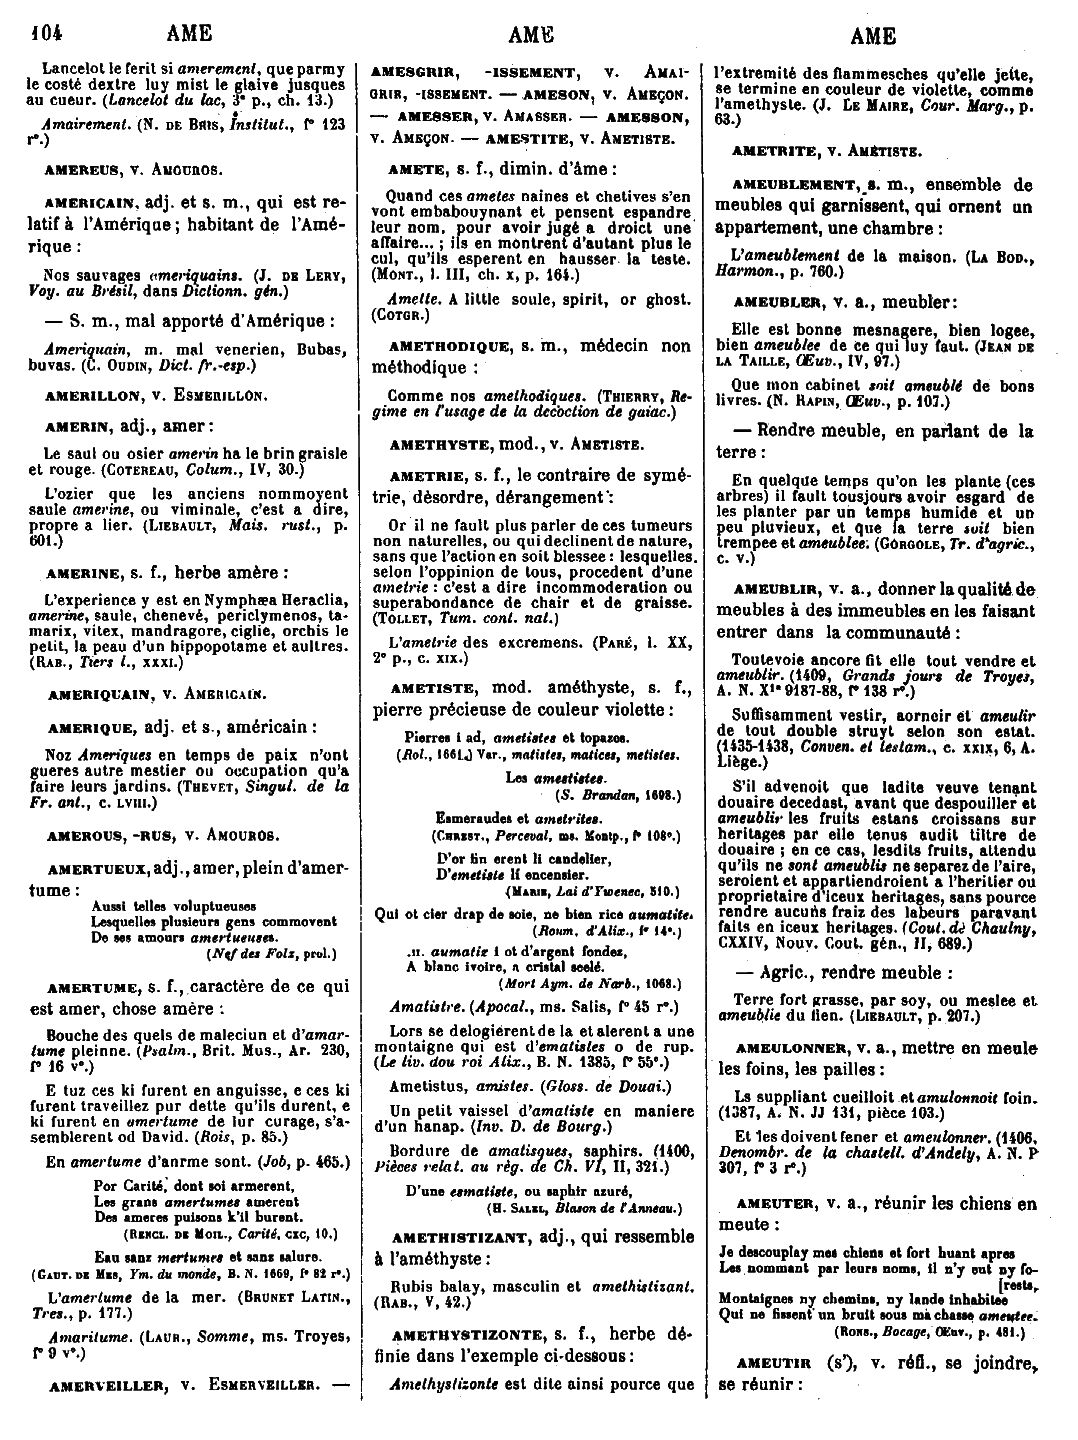 104 AME AME AME
Lancelot le ferit si amerement, que parmy
le costé dextre luy mist le glaive jusques
au cueur. (Lancelot du lac, 3e p., ch. 13.)
Amairement. (N. DE BRIS, Institut., f° 123
r°.)
AMEREUS, v. AMOUROS.
AMERICAIN, adj. et s. m., qui est re-
latif à l'Amérique; habitant de l'Amé-
rique :
Nos sauvages ameriquains. (J. DE LERY,
Voy. au Brésil, dans Dictionn. gén.)
— S. m., mal apporté d'Amérique :
Ameriquain, m. mal venerien, Bubas,
buvas. (C. OUDIN, Dict. fr.-esp.)
AMERILLON, v. ESMERILLON.
AMERIN, adj., amer:
Le saul ou osier amerin ha le brin graisle
et rouge. (COTEREAU, Colum., IV, 30.)
L'ozier que les anciens nommoyent
saule amerine, ou viminale, c'est a dire,
propre a lier. (LIEBAULT, Mais. rust., p.
601.)
AMERINE, s. f., herbe amère :
L'experience y est en Nymphæa Heraclia,
amerine, saule, chenevé, periclymenos, ta-
marix, vitex, mandragore, ciglie, orchis le
petit, la peau d'un hippopotame et aultres.
(RAB., Tiers l., XXXI.)
AMERIQUAIN, v. AMERICAIN.
AMERIQUE, adj. et s., américain :
Noz Ameriques en temps de paix n'ont
gueres autre mestier ou occupation qu'a
faire leurs jardins. (THEVET, Singul. de la
Fr. ant., c. LVIII.)
AMEROUS, -RUS, v. AMOUROS.
AMERTUEUX, adj., amer, plein d'amer-
tume :
Aussi telles voluptueuses
Lesquelles plusieurs gens commovent
De ses amours amertueuses.
(Nef des Folz, prol.)
AMERTUME, s. f., caractère de ce qui
est amer, chose amère :
Bouche des quels de maleciun et d'amar-
tume pleinne. (Psalm., Brit. Mus., Ar. 230,
f° 16 v°.)
E tuz ces ki furent en anguisse, e ces ki
furent traveillez pur dette qu'ils durent, e
ki furent en amertume de lur curage, s'a-
semblerent od David. (Rois, p. 85.)
En amertume d'anrme sont. (Job, p. 465.)
Por Carité, dont soi armerent,
Les grans amertumes amerent
Des ameres puisons k'il burent.
(RENCL. DE MOIL., Carité, CXC, 10.)
Eau sanz mertumes et sanz salure.
(GAUT. DE MES, Ym. du monde, B. N. 1669, f° 82 r°.)
L'amertume de la mer. (BRUNET LATIN.,
Tres., p. 177.)
Amaritume. (LAUR., Somme, ms. Troyes,
f° 9 v°.)
AMERVEILLER, v. ESMERVEILLER. —
AMESGRIR, -ISSEMENT, v. AMAI-
GRIR, -ISSEMENT. — AMESON, v. AMEÇON.
— AMESSER, v. AMASSER. — AMESSON,
v. AMEÇON. — AMESTITE, v. AMETISTE.
AMETE, s. f., dimin. d'âme :
Quand ces ametes naines et chetives s'en
vont embabouynant et pensent espandre
leur nom, pour avoir jugé a droict une
affaire... ; ils en montrent d'autant plus le
cul, qu'ils esperent en hausser la teste.
(MONT., l. III, ch. X, p. 164.)
Amette. A little soule, spirit, or ghost.
(COTGR.)
AMETHODIQUE, s. m., médecin non
méthodique :
Comme nos amethodiques. (THIERRY, Re-
gime en l'usage de la decoction de gaiac.)
AMETHYSTE, mod., v. AMETISTE.
AMETRIE, s. f., le contraire de symé-
trie, désordre, dérangement :
Or il ne fault plus parler de ces tumeurs
non naturelles, ou qui declinent de nature,
sans que l'action en soit blessee : lesquelles.
selon l'oppinion de tous, procedent d'une
ametrie : c'est a dire incommoderation ou
superabondance de chair et de graisse.
(TOLLET, Tum. cont. nat.)
L'ametrie des excremens. (PARÉ, l. XX,
2° p., c. XIX.)
AMETISTE, mod. améthyste, s. f.,
pierre précieuse de couleur violette :
Pierres i ad, ametistes et topazes.
(Rol., 1661.) Var., matistes, matices, metistes.
Les amestistes.
(S. Brandan, 1698.)
Esmeraudes et ametrites.
(CHREST., Perceval, ms. Montp., f° 108°.)
D'or fin erent li candelier,
D'emetiste li encensier.
(MARIE, Lai d'Ywenec, 510.)
Qui ot cier drap de soie, ne bien rice aumatite.
(Roum. d'Alix., f° 14°.)
.II. aumatis i ot d'argent fondez,
A blanc ivoire, a cristal seelé.
(Mort Aym. de Narb., 1068.)
Amatistre. (Apocal., ms. Salis, f° 45 r°.)
Lors se delogiérent de la et alerent a une
montaigne qui est d'ematistes o de rup.
(Le liv. dou roi Alix., B. N. 1385, f° 55°.)
Ametistus, amistes. (Gloss. de Douai.)
Un petit vaissel d'amatiste en maniere
d'un hanap. (Inv. D. de Bourg.)
Bordure de amatisques, saphirs. (1400,
Pièces relat. au règ. de Ch. VI, II, 321.)
D'une esmatiste, ou saphir azuré,
(H. SALEL, Blason de l'Anneau.)
AMETHISTIZANT, adj., qui ressemble
à l'améthyste :
Rubis balay, masculin et amethistizant.
(RAB., V, 42.)
AMETHYSTIZONTE, s. f., herbe dé-
finie dans l'exemple ci-dessous :
Amethystizonte est dite ainsi pource que
l'extremité des flammesches qu'elle jette,
se termine en couleur de violette, comme
l'amethyste. (J. LE MAIRE, Cour. Marg., p.
63.)
AMETRITE, v. AMÉTISTE.
AMEUBLEMENT, s. m., ensemble de
meubles qui garnissent, qui ornent un
appartement, une chambre :
L'ameublement de la maison. (LA BOD.,
Harmon., p. 760.)
AMEUBLER, v. a., meubler:
Elle est bonne mesnagere, bien logee,
bien ameublee de ce qui luy faut. (JEAN DE
LA TAILLE, Œuv., IV, 97.)
Que mon cabinet soit ameublé de bons
livres. (N. RAPIN, Œuv., p. 107.)
— Rendre meuble, en parlant de la
terre :
En quelque temps qu'on les plante (ces
arbres) il fault tousjours avoir esgard de
les planter par un temps humide et un
peu pluvieux, et que la terre soit bien
trempee et ameublee. (GORGOLE, Tr. d'agric.,
c. v.)
AMEUBLIR, v. a., donner la qualité de
meubles à des immeubles en les faisant
entrer dans la communauté :
Toutevoie ancore fit elle tout vendre et
ameublir. (1409, Grands jours de Troyes,
A. N. X1a 9187-88, f° 138 r°.)
Suffisamment vestir, aorneir et ameulir
de tout double struyt selon son estat.
(1435-1438, Conven. et testam., c. XXIX, 6, A.
Liège.)
S'il advenoit que ladite veuve tenant
douaire decedast, avant que despouiller et
ameublir les fruits estans croissans sur
heritages par elle tenus audit tiltre de
douaire ; en ce cas, lesdits fruits, attendu
qu'ils ne sont ameublis ne separez de l'aire,
seroient et appartiendroient a l'heritier ou
proprietaire d'iceux heritages, sans pource
rendre aucuns fraiz des labeurs paravant
faits en iceux heritages. (Cout. de Chaulny,
CXXIV, Nouv. Cout. gén., II, 689.)
— Agric., rendre meuble :
Terre fort grasse, par soy, ou meslee et
ameublie du fien. (LIEBAULT, p. 207.)
AMEULONNER, v. a., mettre en meule
les foins, les pailles :
Ls suppliant cueilloit et amulonnoit foin.
(1387, A. N. JJ 131, pièce 103.)
Et les doivent fener et ameulonner. (1406,
Denombr. de la chastell. d'Andely, A. N. P
307, f° 3 r°.)
AMEUTER, v. a., réunir les chiens en
meute :
Je descouplay mes chiens et fort huant apres
Les nommant par leurs noms, il n'y eut ny fo-
[rests,
Montaignes ny chemins, ny lande inhabitee
Qui ne fissent un bruit sous ma chasse ameutee.
(RONS., Bocage, Œuv., p. 481.)
AMEUTIR (s'), v. réfl., se joindre,
se réunir :